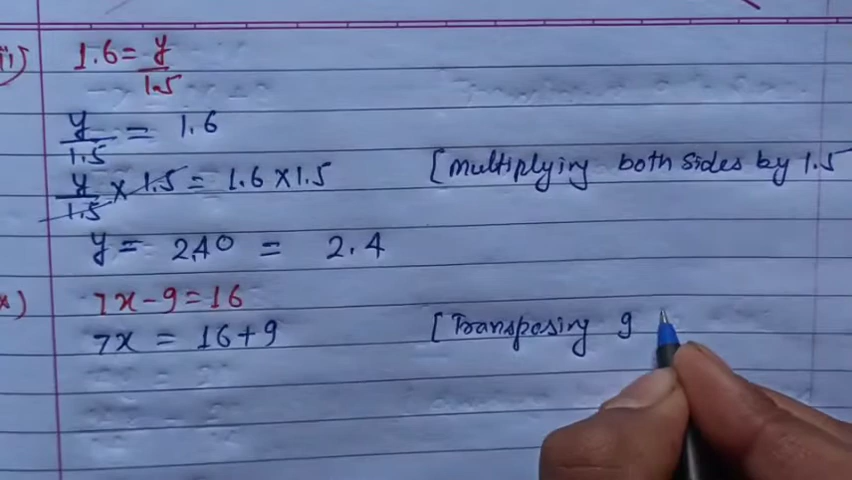 ii) 1.6 = y/1.5
y/1.5 = 1.6
y/1.5 × 1.5 = 1.6 × 1.5 [multiplying both sides by 1.5
y = 2.40 = 2.4
x) 7x - 9 = 16
7x = 16 + 9 [Transposing 9